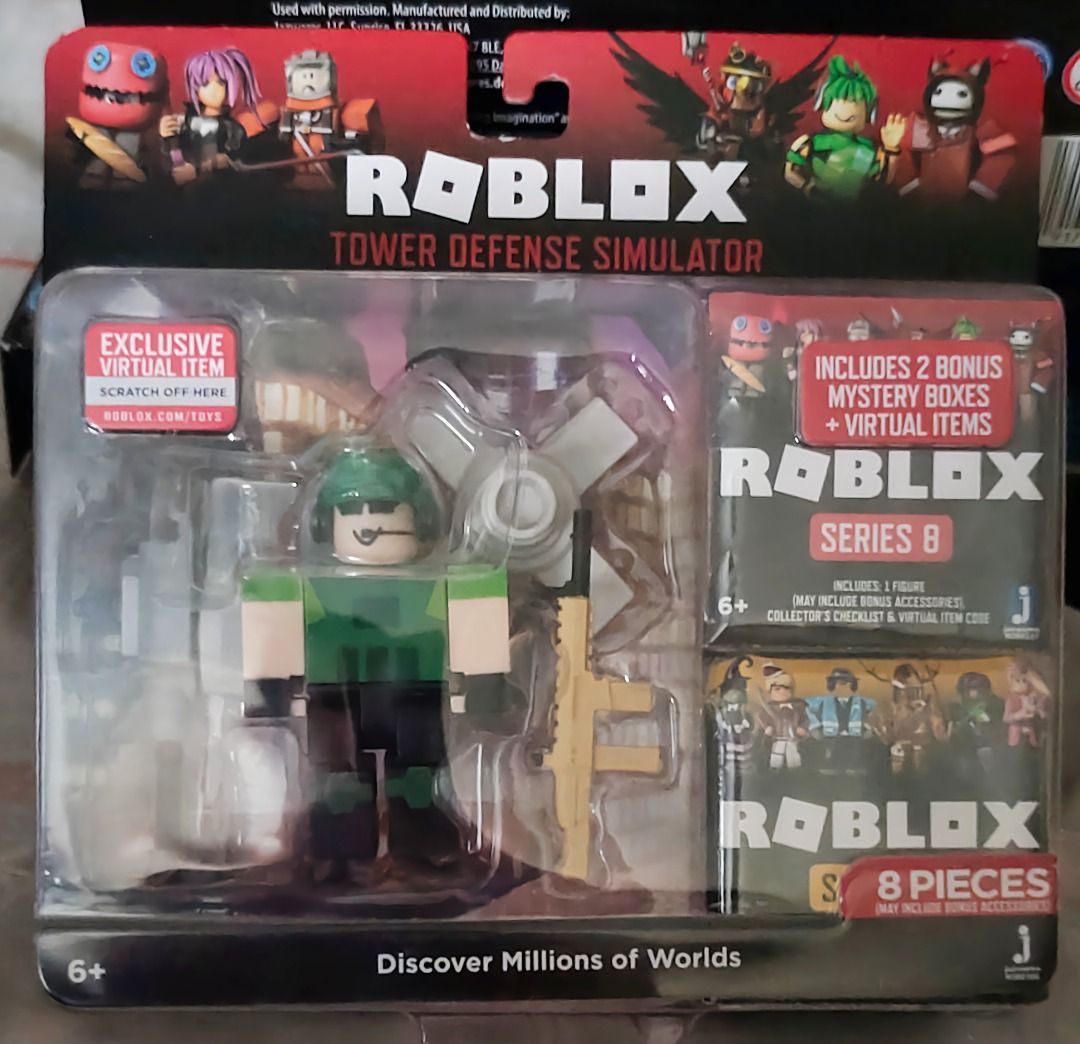 Used with permission. Manufactured and Distributed by:
USA
ROBLOX
TOWER DEFENSE SIMULATOR
EXCLUSIVE
VIRTUAL ITEM
SCRATCH OFF HERE
ROBLOX.COM/TOYS
INCLUDES 2 BONUS
MYSTERY BOXES
+ VIRTUAL ITEMS
ROBLOX
SERIES 8
INCLUDES: 1 FIGURE
(MAY INCLUDE BONUS ACCESSORIES),
COLLECTOR'S CHECKLIST & VIRTUAL ITEM CODE
6+
ROBLOX
8 PIECES
(MAY INCLUDE BONUS ACCESSORIES)
6+
Discover Millions of Worlds